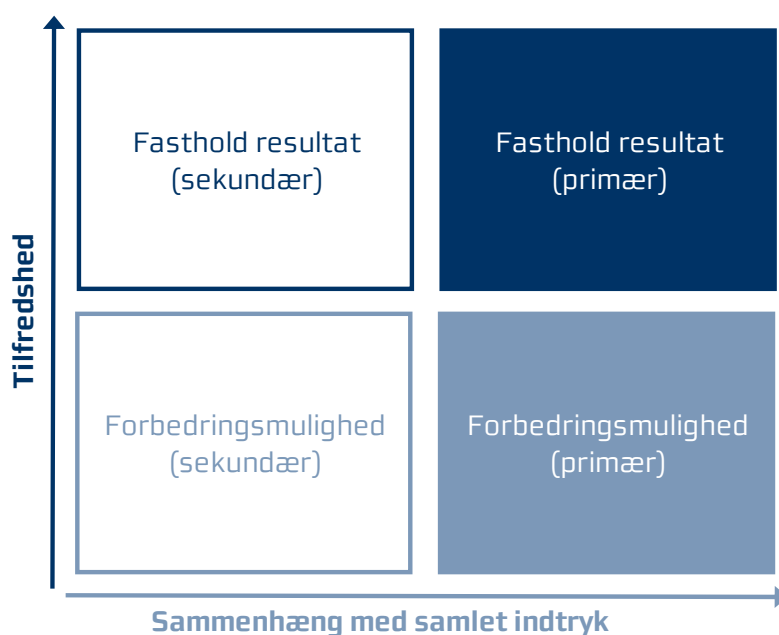 Fasthold resultat
(sekundær)
Fasthold resultat
(primær)
Tilfredshed
Forbedringsmulighed
(sekundær)
Forbedringsmulighed
(primær)
Sammenhæng med samlet indtryk